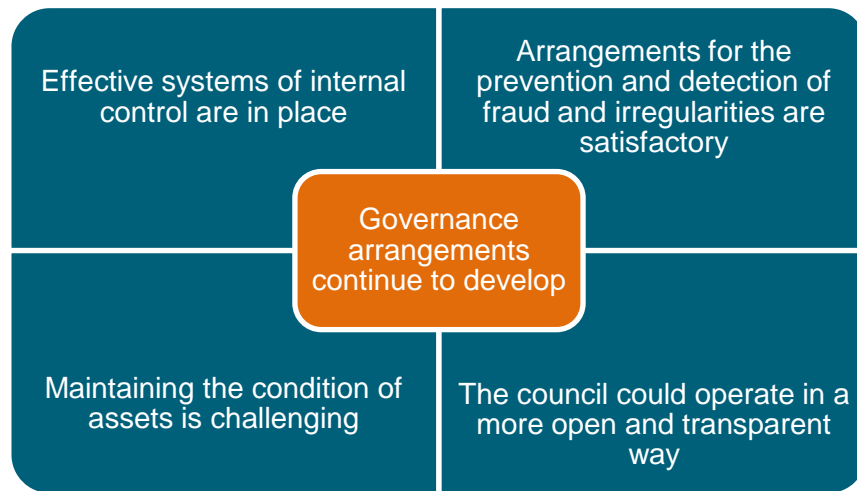 Effective systems of internal
control are in place
Arrangements for the
prevention and detection of
fraud and irregularities are
satisfactory
Governance
arrangements
continue to develop
Maintaining the condition of
assets is challenging
The council could operate in a
more open and transparent
way